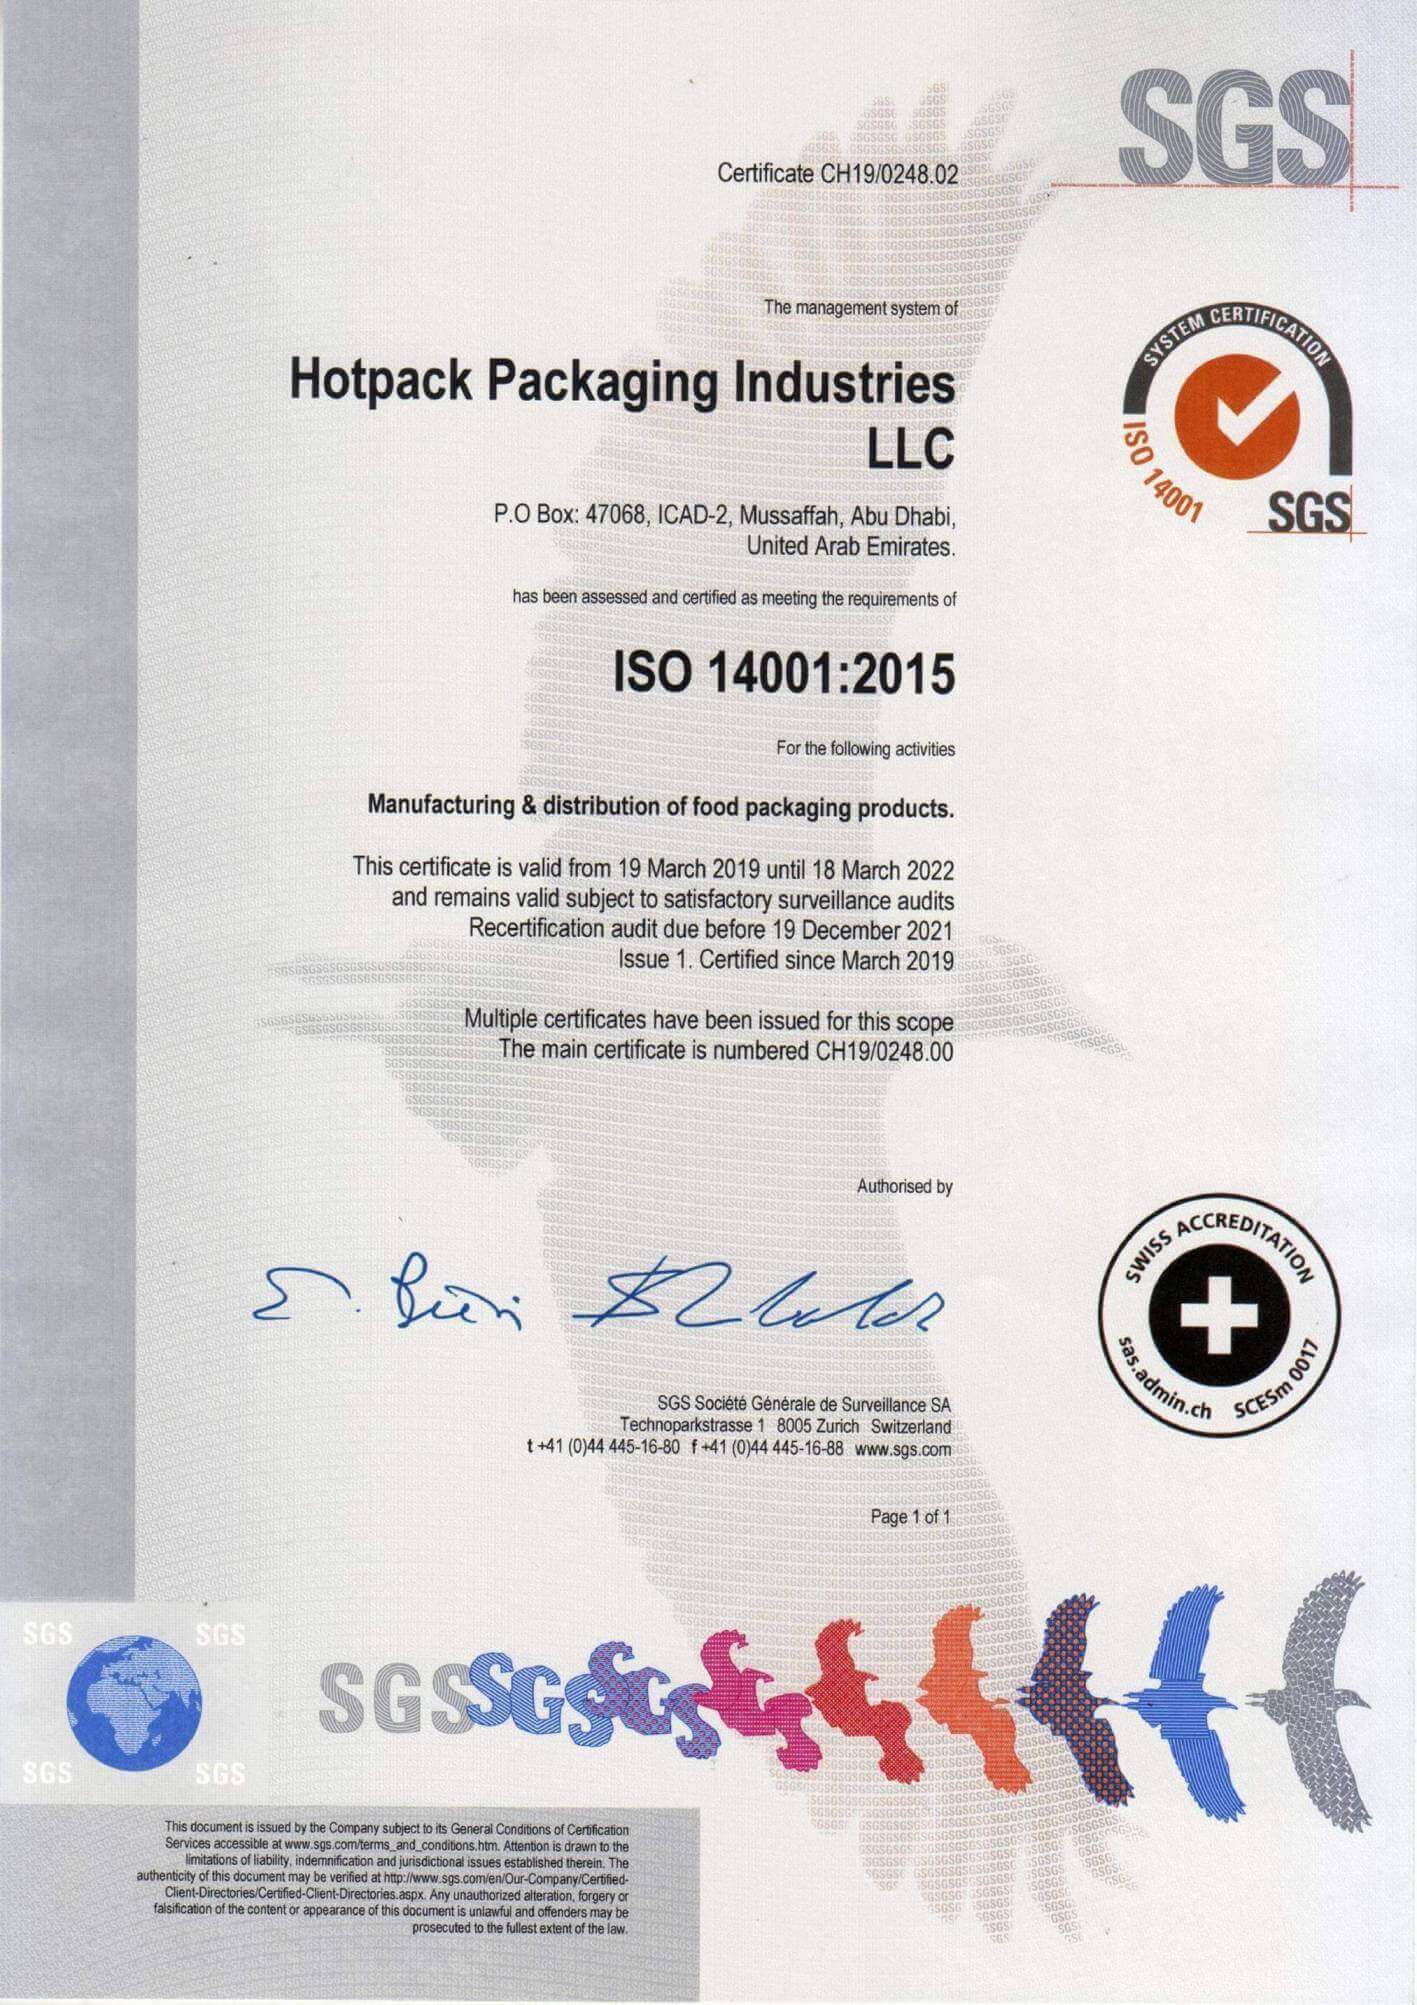 SGS
Certificate CH19/0248.02
The management system of
Hotpack Packaging Industries
LLC
P.O Box: 47068, ICAD-2, Mussaffah, Abu Dhabi,
United Arab Emirates.
has been assessed and certified as meeting the requirements of
ISO 14001:2015
For the following activities
Manufacturing & distribution of food packaging products.
This certificate is valid from 19 March 2019 until 18 March 2022
and remains valid subject to satisfactory surveillance audits
Recertification audit due before 19 December 2021
Issue 1. Certified since March 2019
Multiple certificates have been issued for this scope
The main certificate is numbered CH19/0248.00
SYSTEM CERTIFICATION
ISO 14001
SGS
Authorised by
SGS Société Générale de Surveillance SA
Technoparkstrasse 1 8005 Zurich Switzerland
t +41 (0)44 445-16-80 f +41 (0)44 445-16-88 www.sgs.com
Page 1 of 1
SWISS ACCREDITATION
sas.admin.ch SCESm 0017
SGS SGS
SGS SGS
SGSSGSSGS
This document is issued by the Company subject to its General Conditions of Certification
Services accessible at www.sgs.com/terms_and_conditions.htm. Attention is drawn to the
limitations of liability, indemnification and jurisdictional issues established therein. The
authenticity of this document may be verified at http://www.sgs.com/en/Our-Company/Certified-
Client-Directories/Certified-Client-Directories.aspx. Any unauthorized alteration, forgery or
falsification of the content or appearance of this document is unlawful and offenders may be
prosecuted to the fullest extent of the law.